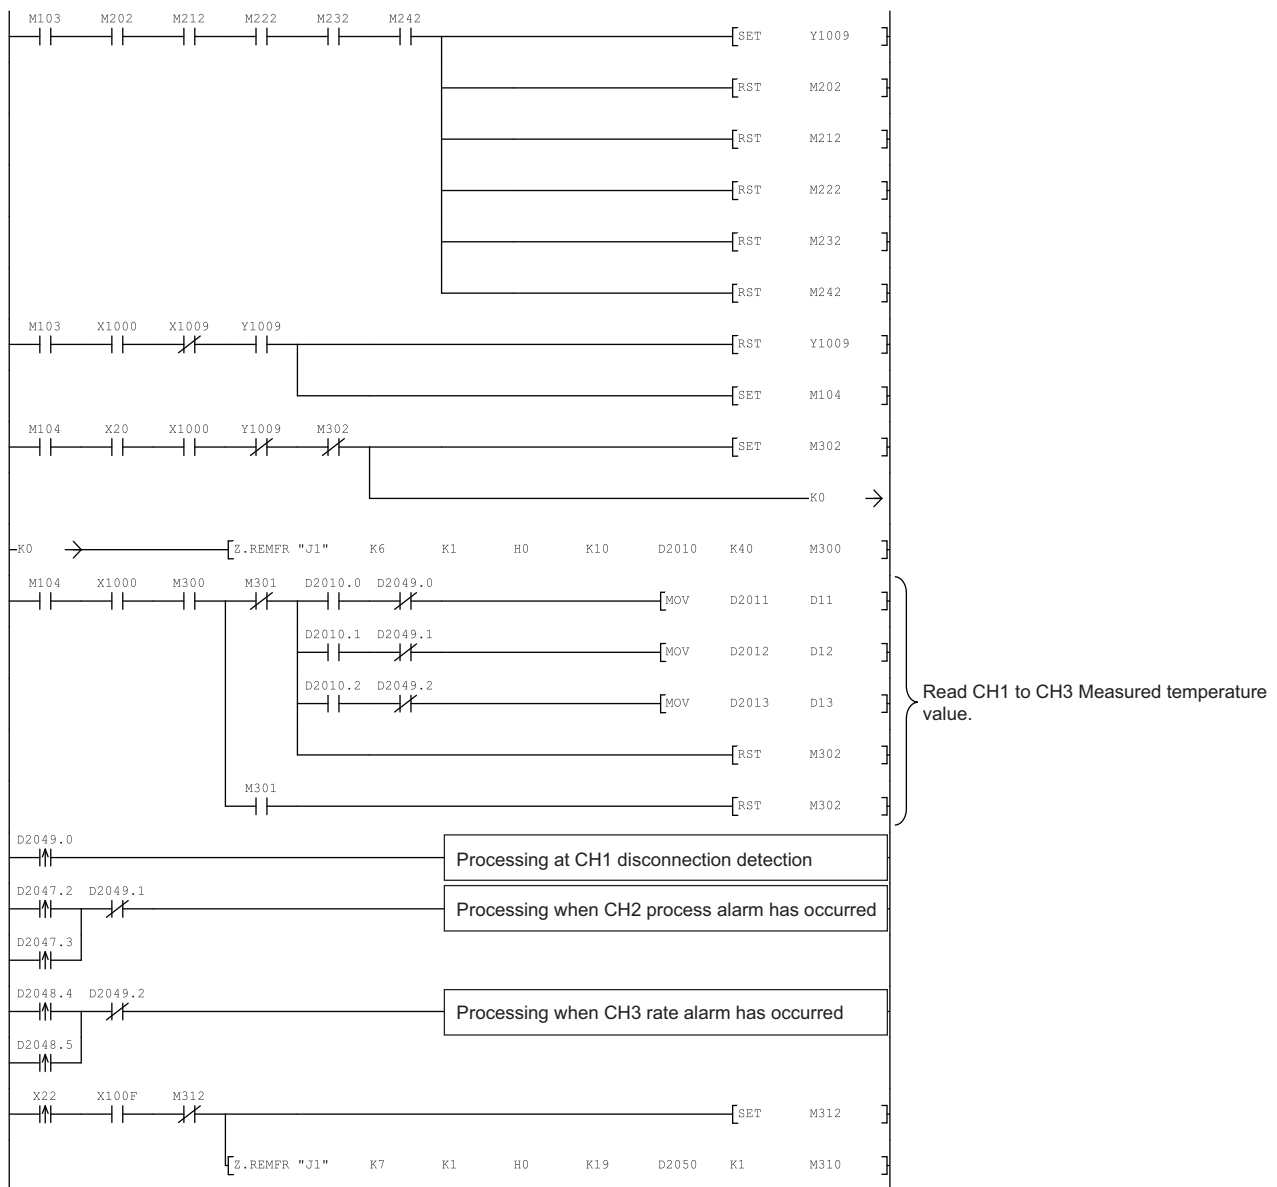 M103 M202 M212 M222 M232 M242
SET Y1009
RST M202
RST M212
RST M222
RST M232
RST M242
M103 X1000 X1009 Y1009
RST Y1009
SET M104
M104 X20 X1000 Y1009 M302
SET M302
K0
K0 Z.REMFR "J1" K6 K1 H0 K10 D2010 K40 M300
M104 X1000 M300 M301 D2010.0 D2049.0
MOV D2011 D11
D2010.1 D2049.1
MOV D2012 D12
D2010.2 D2049.2
MOV D2013 D13
Read CH1 to CH3 Measured temperature
value.
RST M302
M301
RST M302
D2049.0
Processing at CH1 disconnection detection
D2047.2 D2049.1
Processing when CH2 process alarm has occurred
D2047.3
D2048.4 D2049.2
Processing when CH3 rate alarm has occurred
D2048.5
X22 X100F M312
SET M312
Z.REMFR "J1" K7 K1 H0 K19 D2050 K1 M310